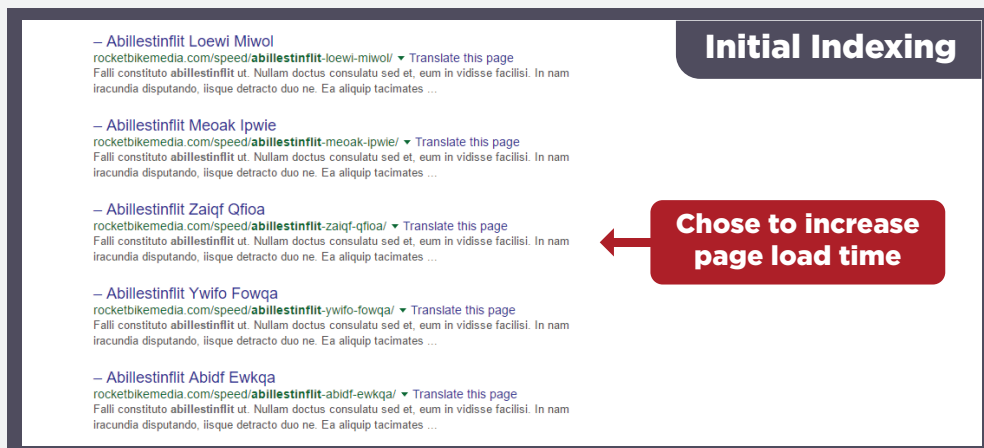 Initial Indexing
– Abillestinflit Loewi Miwol
rocketbikemedia.com/speed/abillestinflit-loewi-miwol/ ▾ Translate this page
Falli constituto abillestinflit ut. Nullam doctus consulatu sed et, eum in vidisse facilisi. In nam
iracundia disputando, iisque detracto duo ne. Ea aliquip tacimates ...
– Abillestinflit Meoak Ipwie
rocketbikemedia.com/speed/abillestinflit-meoak-ipwie/ ▾ Translate this page
Falli constituto abillestinflit ut. Nullam doctus consulatu sed et, eum in vidisse facilisi. In nam
iracundia disputando, iisque detracto duo ne. Ea aliquip tacimates ...
– Abillestinflit Zaiqf Qfioa
rocketbikemedia.com/speed/abillestinflit-zaiqf-qfioa/ ▾ Translate this page
Falli constituto abillestinflit ut. Nullam doctus consulatu sed et, eum in vidisse facilisi. In nam
iracundia disputando, iisque detracto duo ne. Ea aliquip tacimates ...
Chose to increase
page load time
– Abillestinflit Ywifo Fowqa
rocketbikemedia.com/speed/abillestinflit-ywifo-fowqa/ ▾ Translate this page
Falli constituto abillestinflit ut. Nullam doctus consulatu sed et, eum in vidisse facilisi. In nam
iracundia disputando, iisque detracto duo ne. Ea aliquip tacimates ...
– Abillestinflit Abidf Ewkqa
rocketbikemedia.com/speed/abillestinflit-abidf-ewkqa/ ▾ Translate this page
Falli constituto abillestinflit ut. Nullam doctus consulatu sed et, eum in vidisse facilisi. In nam
iracundia disputando, iisque detracto duo ne. Ea aliquip tacimates ...